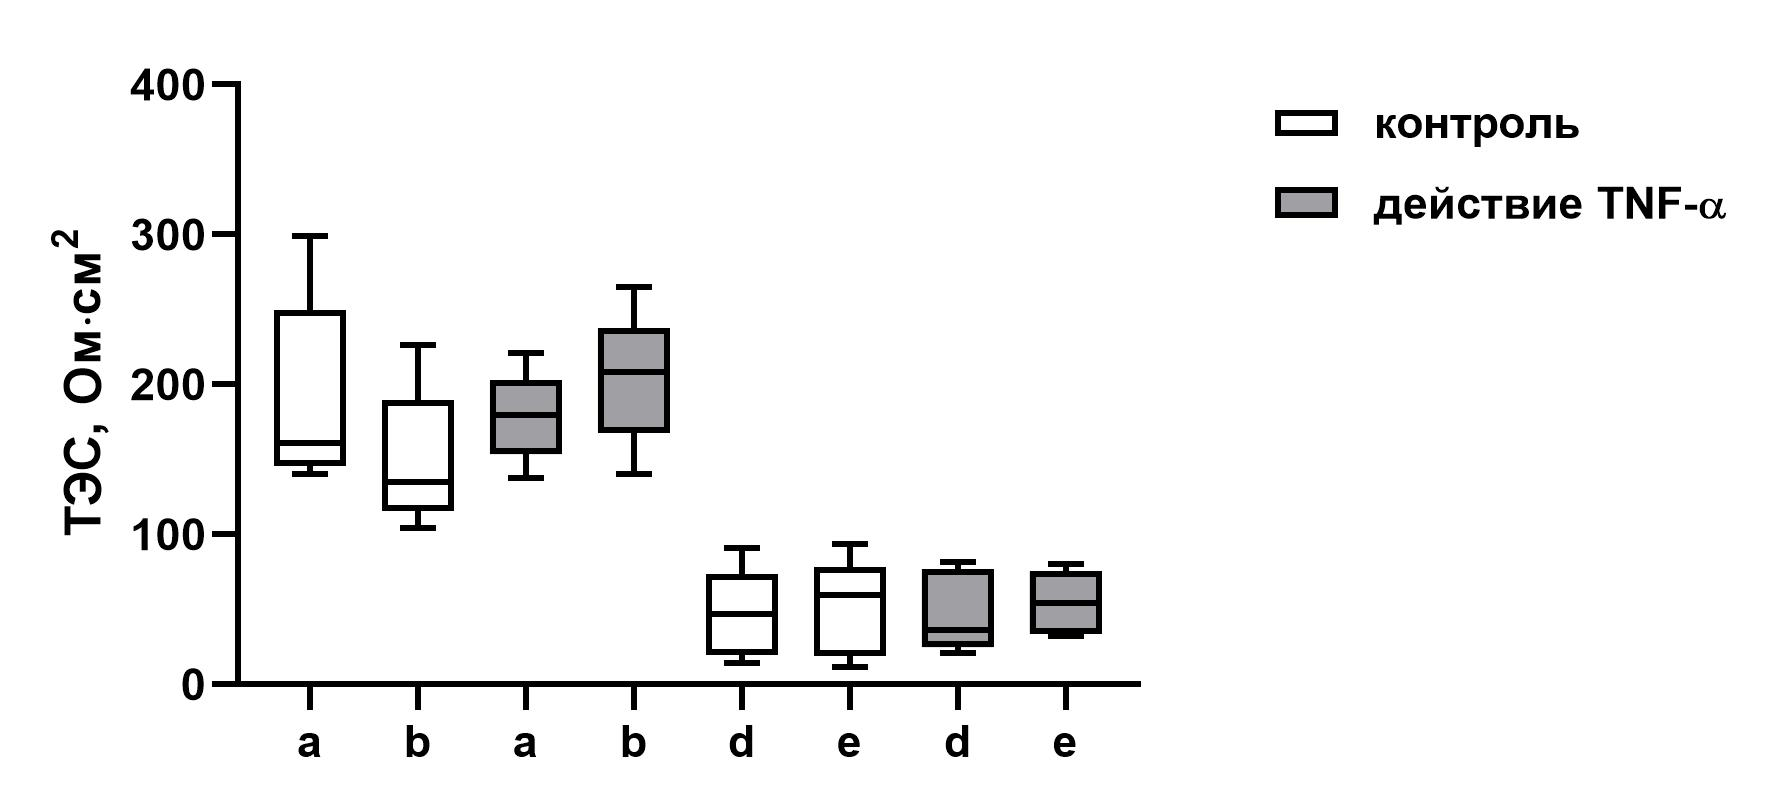 400
300
200
100
0
ТЭС, Ом·см²
a b a b d e d e
контроль
действие TNF-α